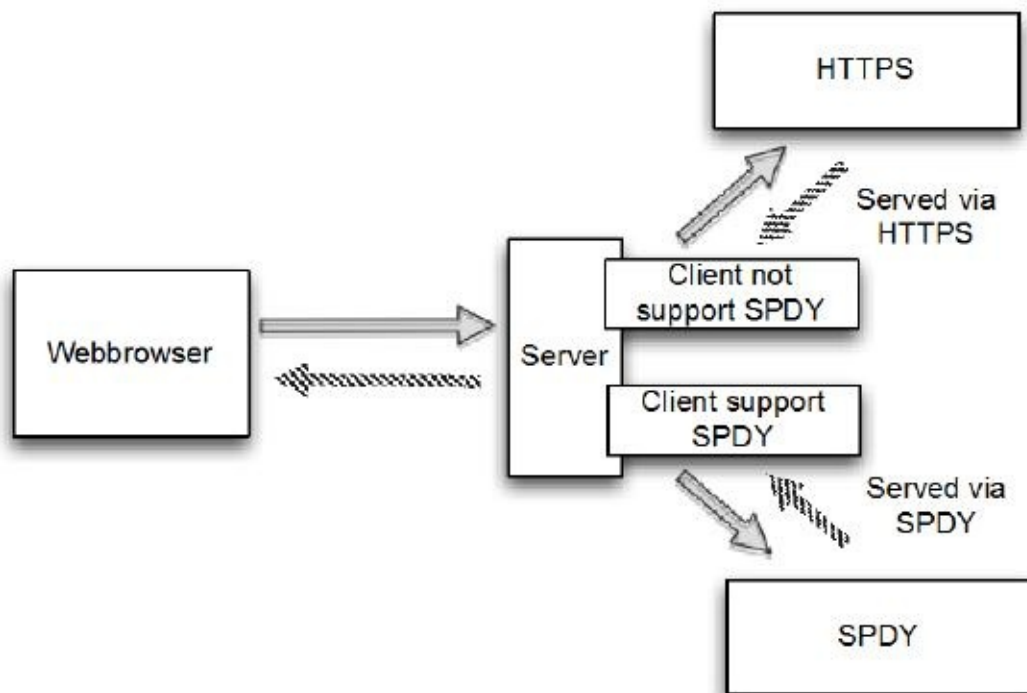 HTTPS
Served via
HTTPS
Client not
support SPDY
Webbrowser
Server
Client support
SPDY
Served via
SPDY
SPDY